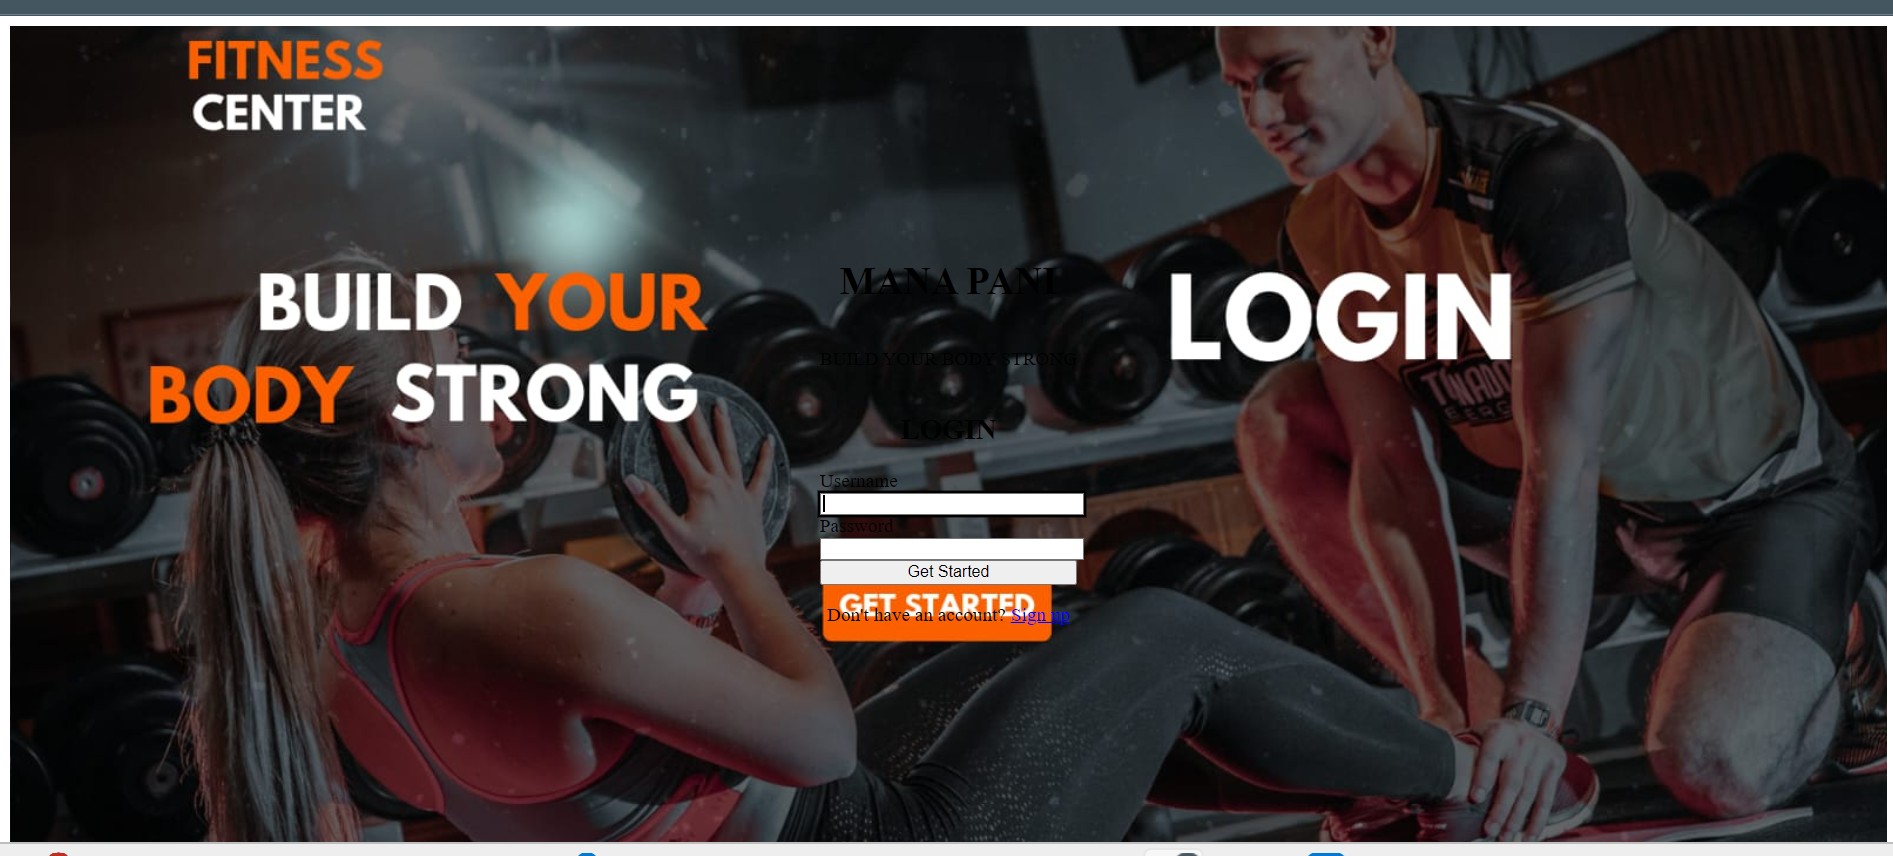 FITNESS
CENTER
BUILD YOUR
BODY STRONG
MANA PANI
BUILD YOUR BODY STRONG
LOGIN
Username
Password
Get Started
GET STARTED
Don't have an account? Sign up
LOGIN